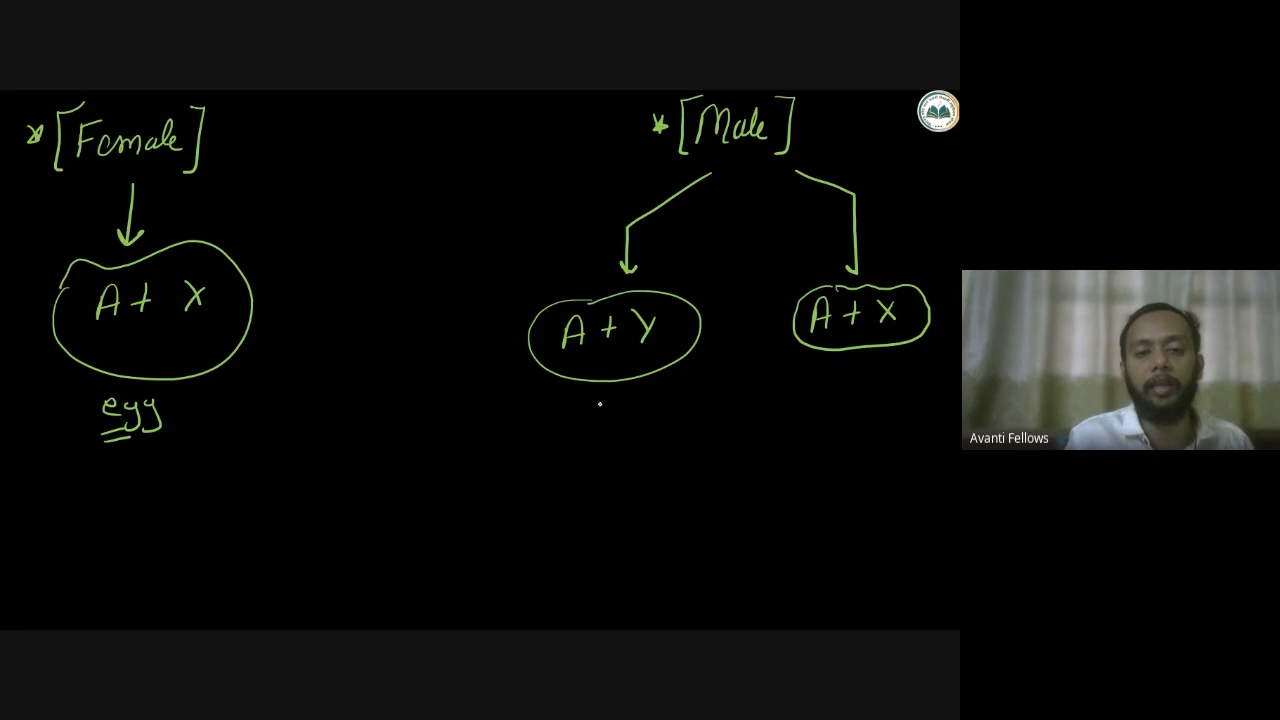 * [Female]
* [Male]
A + X
A + Y
A + X
egg
Avanti Fellows